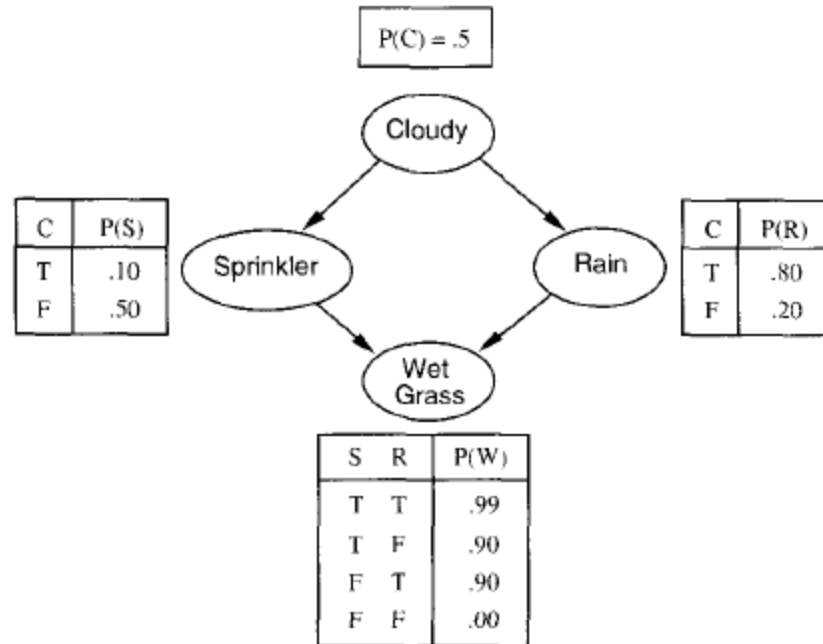 P(C) = .5
Cloudy
C P(S)
T .10
F .50
Sprinkler
Rain
C P(R)
T .80
F .20
Wet
Grass
S R P(W)
T T .99
T F .90
F T .90
F F .00